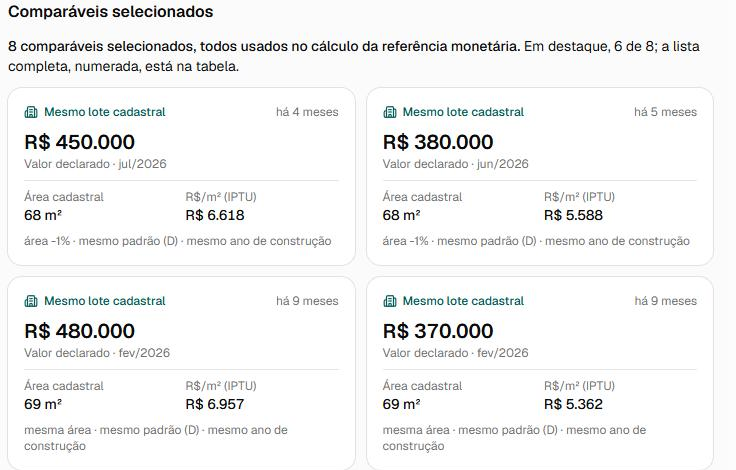 Comparáveis selecionados
8 comparáveis selecionados, todos usados no cálculo da referência monetária. Em destaque, 6 de 8; a lista
completa, numerada, está na tabela.
Mesmo lote cadastral há 4 meses
R$ 450.000
Valor declarado · jul/2026
Área cadastral R$/m² (IPTU)
68 m² R$ 6.618
área -1% · mesmo padrão (D) · mesmo ano de construção
Mesmo lote cadastral há 5 meses
R$ 380.000
Valor declarado · jun/2026
Área cadastral R$/m² (IPTU)
68 m² R$ 5.588
área -1% · mesmo padrão (D) · mesmo ano de construção
Mesmo lote cadastral há 9 meses
R$ 480.000
Valor declarado · fev/2026
Área cadastral R$/m² (IPTU)
69 m² R$ 6.957
mesma área · mesmo padrão (D) · mesmo ano de
construção
Mesmo lote cadastral há 9 meses
R$ 370.000
Valor declarado · fev/2026
Área cadastral R$/m² (IPTU)
69 m² R$ 5.362
mesma área · mesmo padrão (D) · mesmo ano de
construção